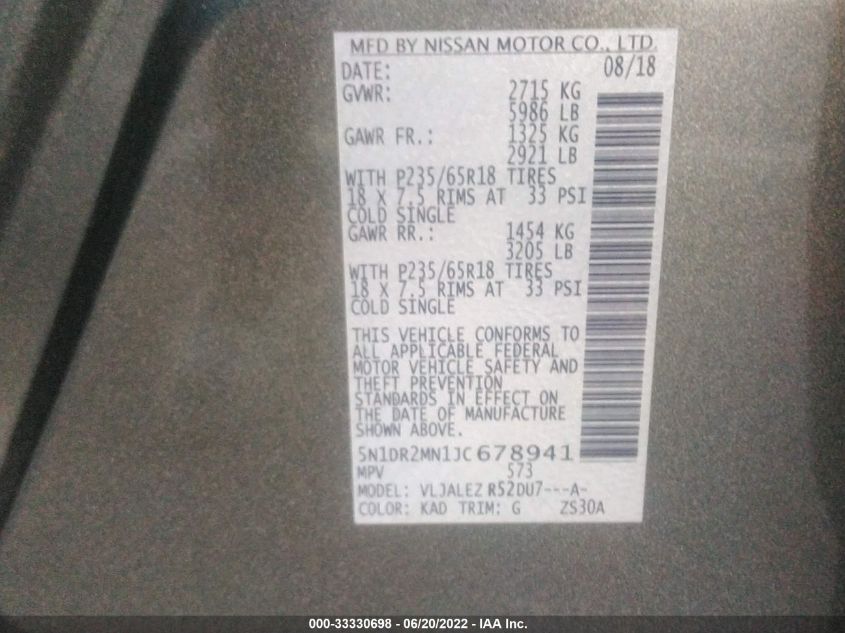 MFD BY NISSAN MOTOR CO., LTD.
DATE: 08/18
GVWR: 2715 KG
5986 LB
GAWR FR.: 1325 KG
2921 LB
WITH P235/65R18 TIRES
18 X 7.5 RIMS AT 33 PSI
COLD SINGLE
GAWR RR.: 1454 KG
3205 LB
WITH P235/65R18 TIRES
18 X 7.5 RIMS AT 33 PSI
COLD SINGLE
THIS VEHICLE CONFORMS TO
ALL APPLICABLE FEDERAL
MOTOR VEHICLE SAFETY AND
THEFT PREVENTION
STANDARDS IN EFFECT ON
THE DATE OF MANUFACTURE
SHOWN ABOVE.
5N1DR2MN1JC678941
MPV 573
MODEL: VLJALEZ R52DU7---A-
COLOR: KAD TRIM: G ZS30A
000-33330698 - 06/20/2022 - IAA Inc.